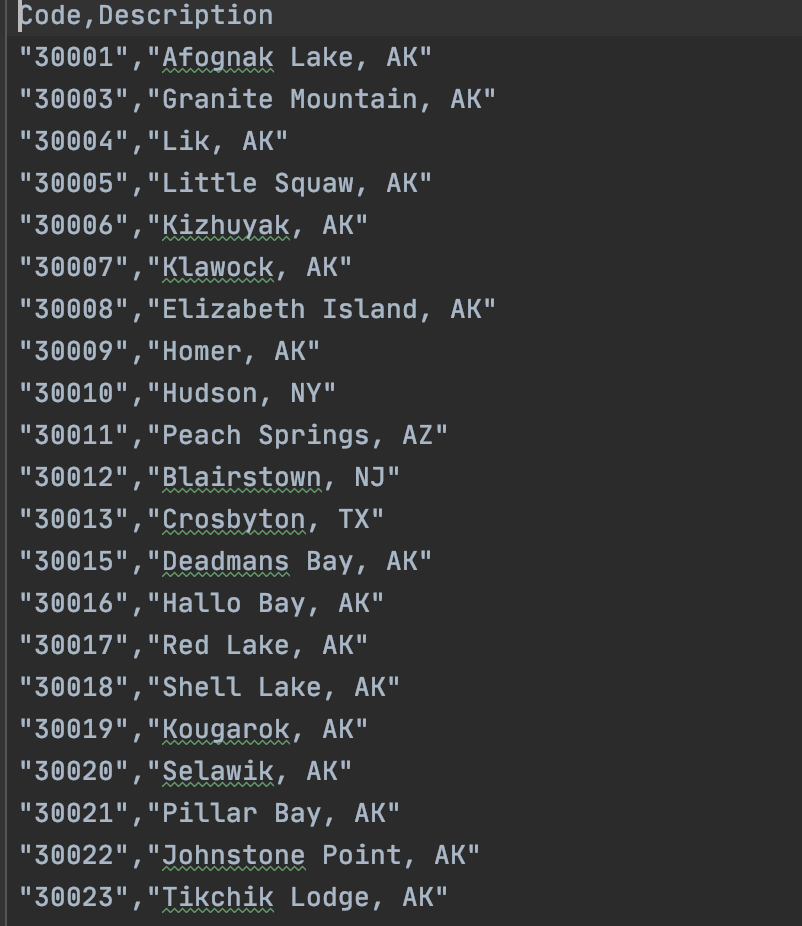 Code,Description
"30001","Afognak Lake, AK"
"30003","Granite Mountain, AK"
"30004","Lik, AK"
"30005","Little Squaw, AK"
"30006","Kizhuyak, AK"
"30007","Klawock, AK"
"30008","Elizabeth Island, AK"
"30009","Homer, AK"
"30010","Hudson, NY"
"30011","Peach Springs, AZ"
"30012","Blairstown, NJ"
"30013","Crosbyton, TX"
"30015","Deadmans Bay, AK"
"30016","Hallo Bay, AK"
"30017","Red Lake, AK"
"30018","Shell Lake, AK"
"30019","Kougarok, AK"
"30020","Selawik, AK"
"30021","Pillar Bay, AK"
"30022","Johnstone Point, AK"
"30023","Tikchik Lodge, AK"